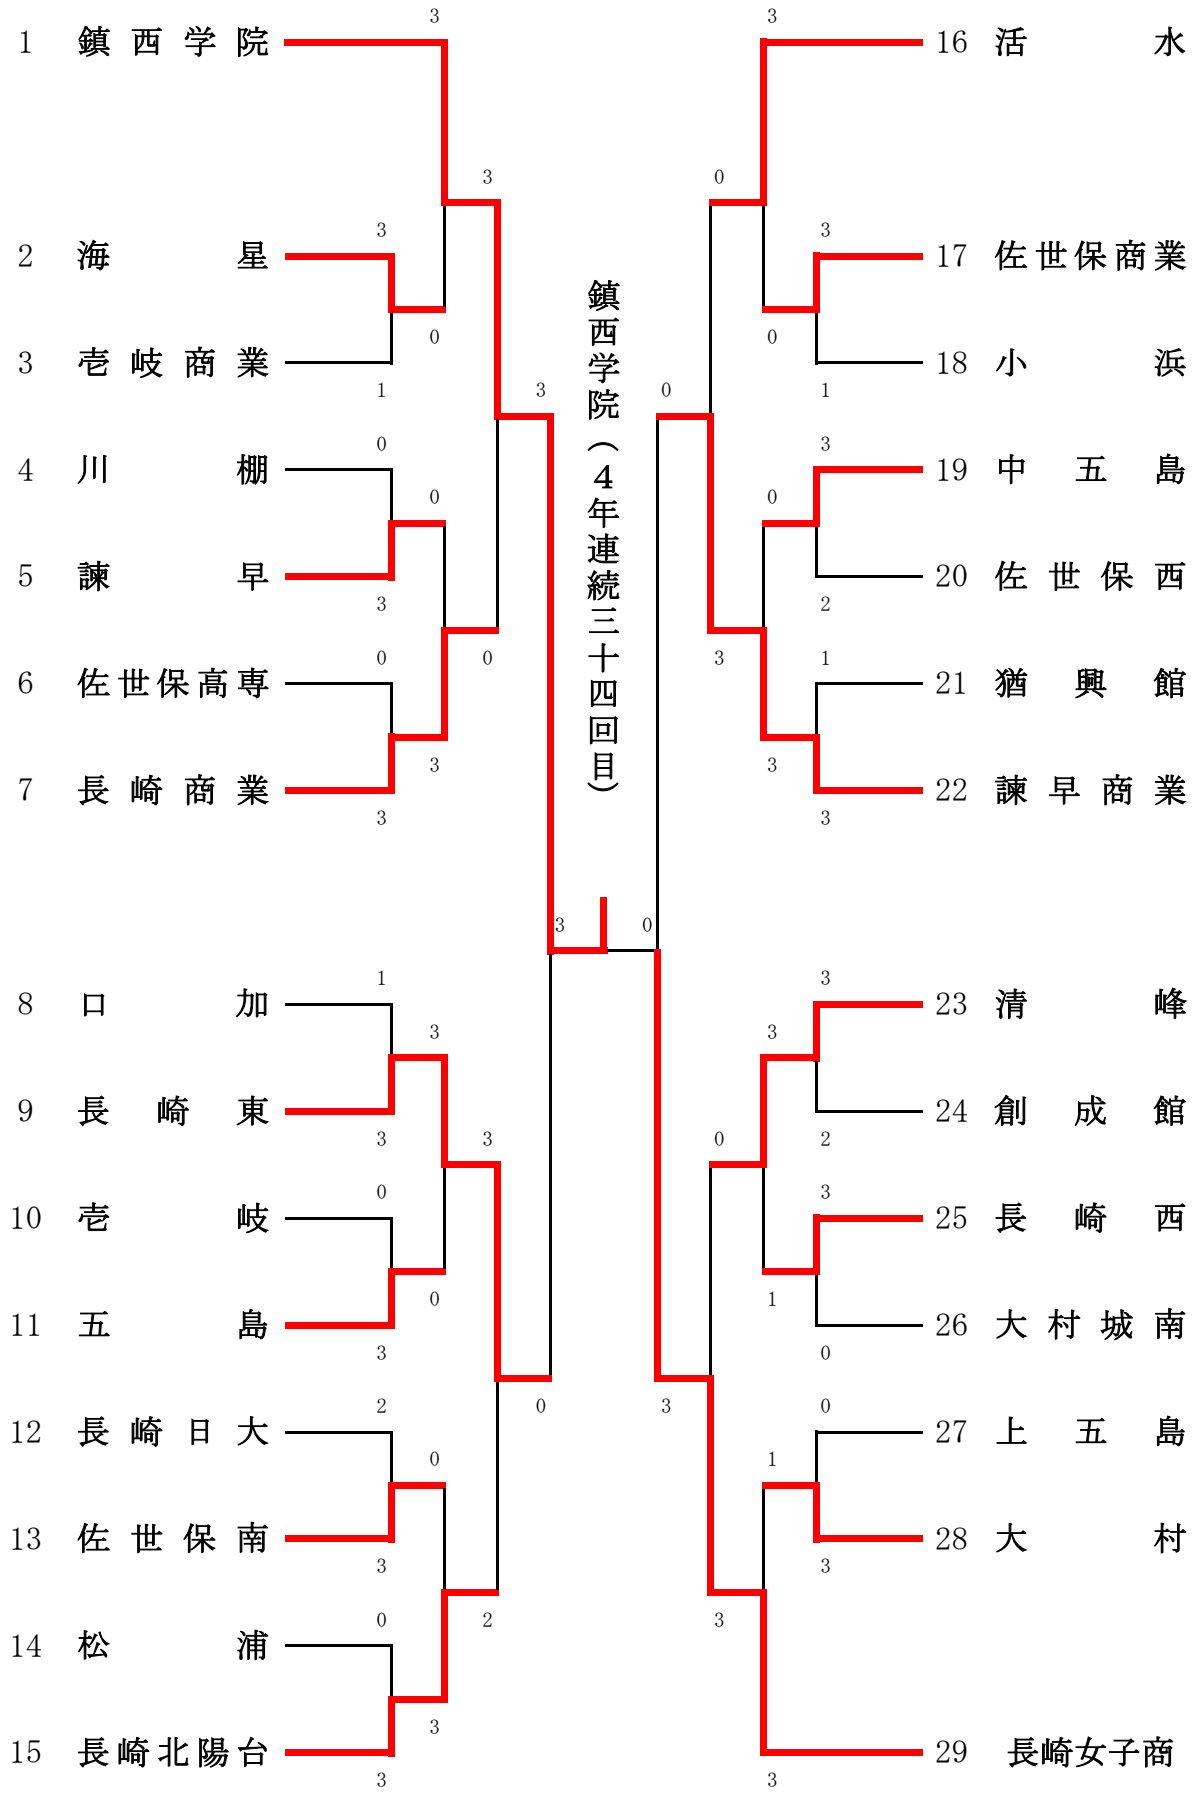 1 鎮西学院
2 海星
3 壱岐商業
4 川棚
5 諫早
6 佐世保高専
7 長崎商業
8 口加
9 長崎東
10 壱岐
11 五島
12 長崎日大
13 佐世保南
14 松浦
15 長崎北陽台
3
3
3
0
1
3
0
0
3
0
0
3
3
1
3
3
3
0
0
3
2
0
0
3
0
2
3
3
3
0
鎮西学院（４年連続三十四回目）
0
3
3
0
3
0
1
3
0
2
3
1
3
3
3
3
0
2
3
1
0
0
1
3
3
3
16 活水
17 佐世保商業
18 小浜
19 中五島
20 佐世保西
21 猶興館
22 諫早商業
23 清峰
24 創成館
25 長崎西
26 大村城南
27 上五島
28 大村
29 長崎女子商